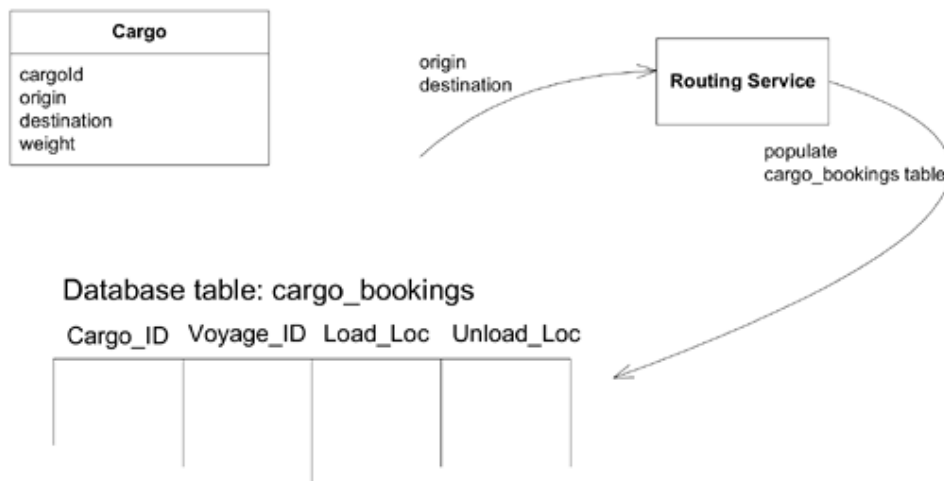 Cargo
cargoId
origin
destination
weight
origin
destination
Routing Service
populate
cargo_bookings table
Database table: cargo_bookings
Cargo_ID Voyage_ID Load_Loc Unload_Loc